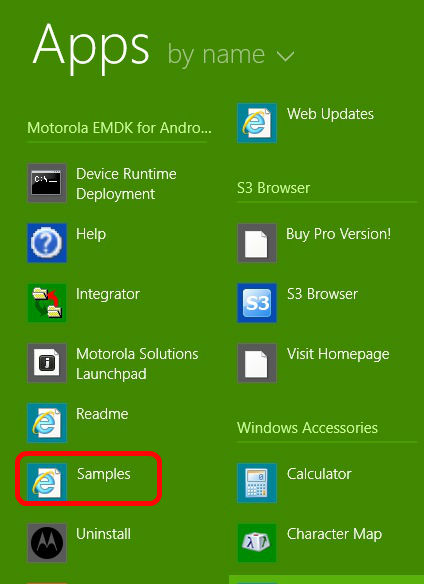 Apps by name
Motorola EMDK for Andro...
Device Runtime
Deployment
Help
Integrator
Motorola Solutions
Launchpad
Readme
Samples
Uninstall
Web Updates
S3 Browser
Buy Pro Version!
S3
S3 Browser
Visit Homepage
Windows Accessories
Calculator
Character Map